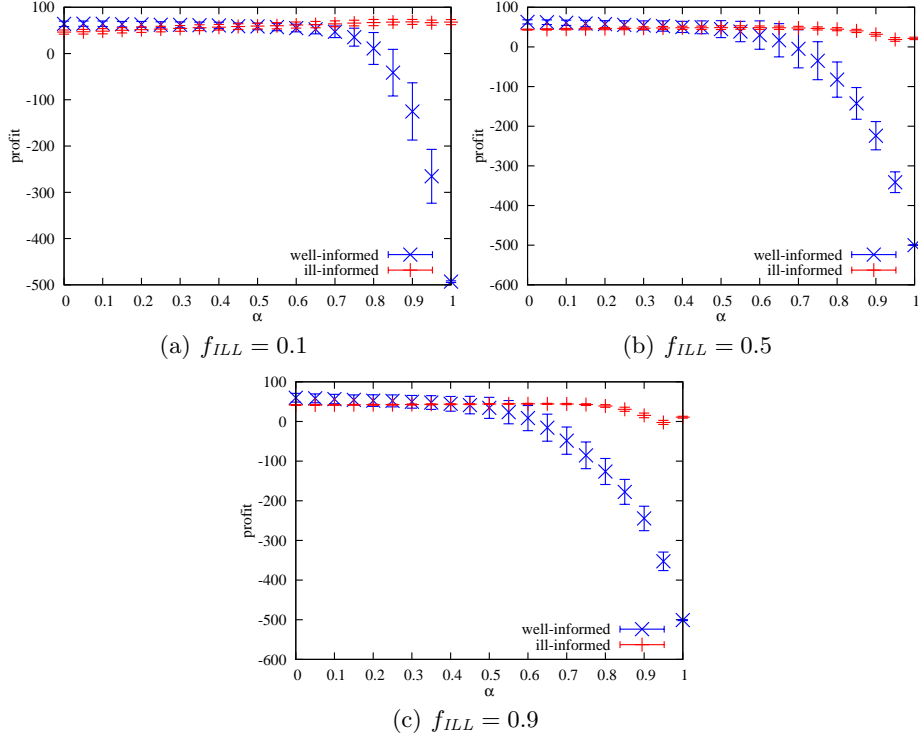 100
0
-100
-200
-300
-400
-500
profit
well-informed
ill-informed
0 0.1 0.2 0.3 0.4 0.5 0.6 0.7 0.8 0.9 1
α
(a) f_ILL = 0.1
100
0
-100
-200
-300
-400
-500
-600
profit
well-informed
ill-informed
0 0.1 0.2 0.3 0.4 0.5 0.6 0.7 0.8 0.9 1
α
(b) f_ILL = 0.5
100
0
-100
-200
-300
-400
-500
-600
profit
well-informed
ill-informed
0 0.1 0.2 0.3 0.4 0.5 0.6 0.7 0.8 0.9 1
α
(c) f_ILL = 0.9